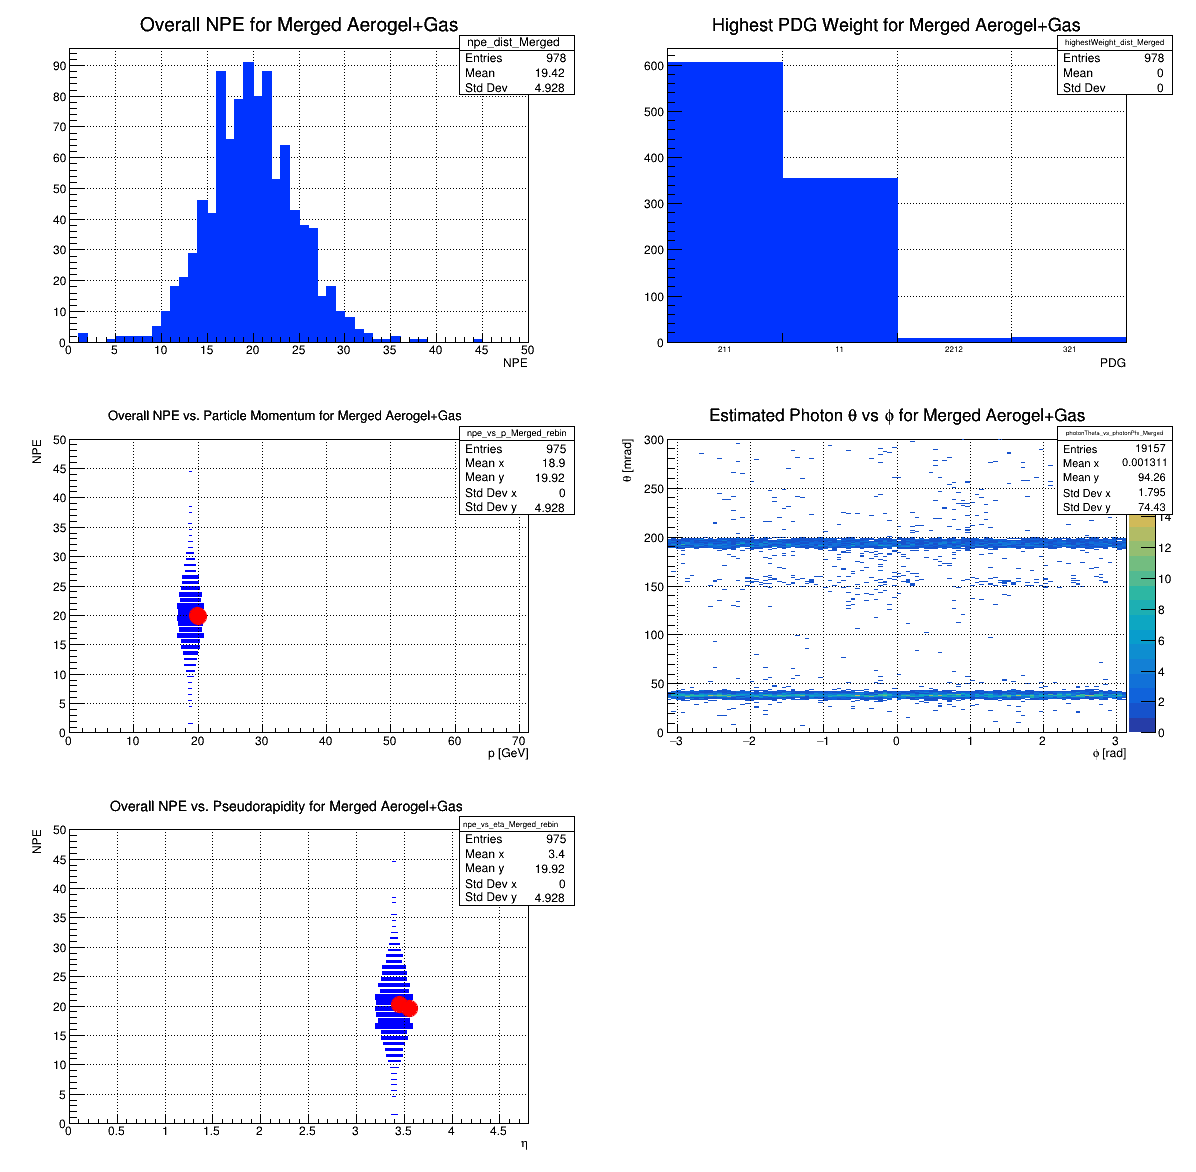 Overall NPE for Merged Aerogel+Gas
npe_dist_Merged
Entries 978
Mean 19.42
Std Dev 4.928
90
80
70
60
50
40
30
20
10
0
0 5 10 15 20 25 30 35 40 45 50
NPE
Highest PDG Weight for Merged Aerogel+Gas
highestWeight_dist_Merged
Entries 978
Mean 0
Std Dev 0
600
500
400
300
200
100
0
211 11 2212 321
PDG
Overall NPE vs. Particle Momentum for Merged Aerogel+Gas
npe_vs_p_Merged_rebin
Entries 975
Mean x 18.9
Mean y 19.92
Std Dev x 0
Std Dev y 4.928
NPE
50
45
40
35
30
25
20
15
10
5
0
0 10 20 30 40 50 60 70
p [GeV]
Estimated Photon θ vs ϕ for Merged Aerogel+Gas
photonTheta_vs_photonPhi_Merged
Entries 19157
Mean x 0.001311
Mean y 94.26
Std Dev x 1.795
Std Dev y 74.43
θ [mrad]
300
250
200
150
100
50
0
14
12
10
8
6
4
2
0
−3 −2 −1 0 1 2 3
ϕ [rad]
Overall NPE vs. Pseudorapidity for Merged Aerogel+Gas
npe_vs_eta_Merged_rebin
Entries 975
Mean x 3.4
Mean y 19.92
Std Dev x 0
Std Dev y 4.928
NPE
50
45
40
35
30
25
20
15
10
5
0
0 0.5 1 1.5 2 2.5 3 3.5 4 4.5
η